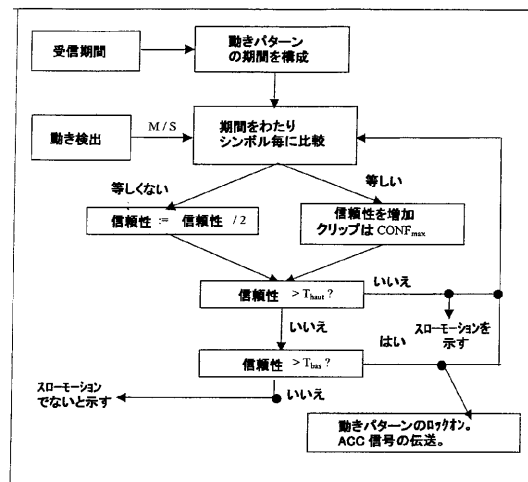 受信期間
動きパターン
の期間を構成
動き検出
M / S
期間をわたり
シンボル毎に比較
等しくない
等しい
信頼性 := 信頼性 /2
信頼性を増加
クリップは CONFmax
信頼性 > Thaut ?
いいえ
いいえ
スローモーションを
示す
はい
信頼性 > Tbas ?
いいえ
スローモーション
でないと示す
動きパターンのロックオン。
ACC 信号の伝送。